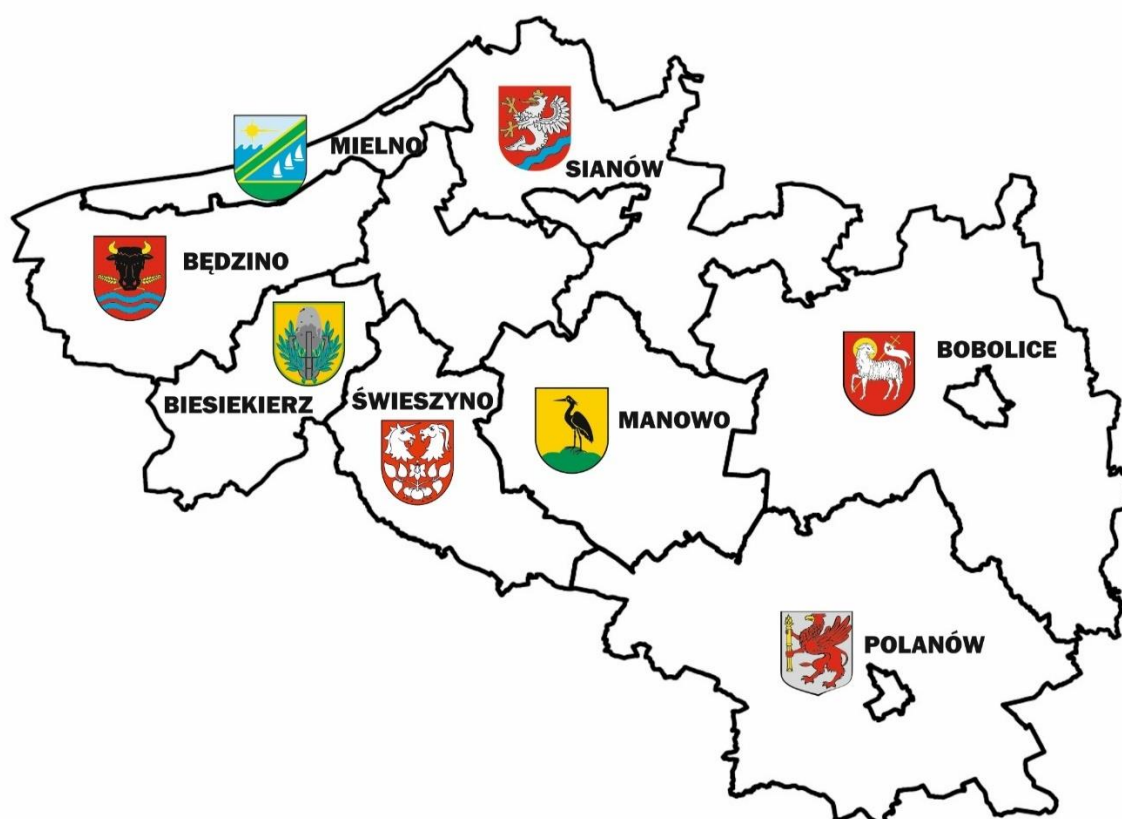 MIELNO
SIANÓW
BĘDZINO
BOBOLICE
BIESIEKIERZ
ŚWIESZYNO
MANOWO
POLANÓW